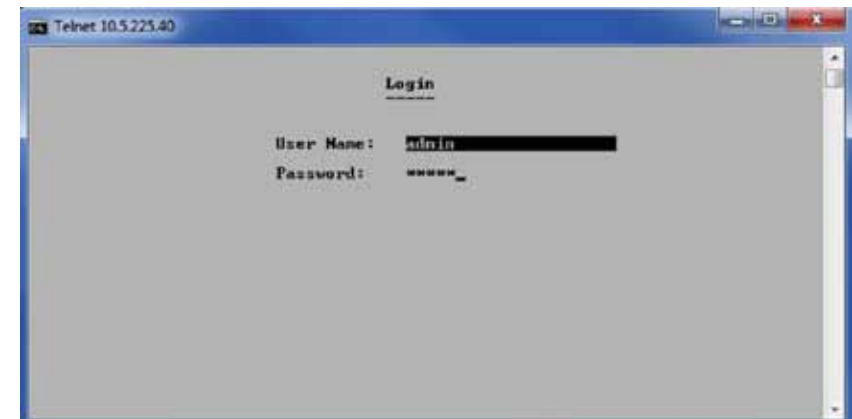 Telnet 10.5.225.40
Login
User Name: admin
Password: *****_